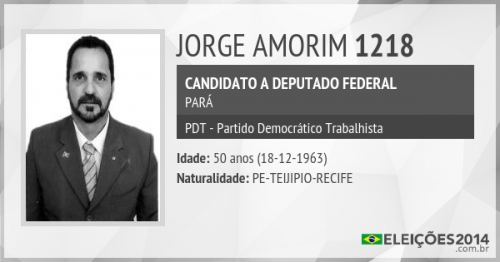 JORGE AMORIM 1218
CANDIDATO A DEPUTADO FEDERAL
PARÁ
PDT - Partido Democrático Trabalhista
Idade: 50 anos (18-12-1963)
Naturalidade: PE-TEIJIPIO-RECIFE
ELEIÇÕES2014
.com.br